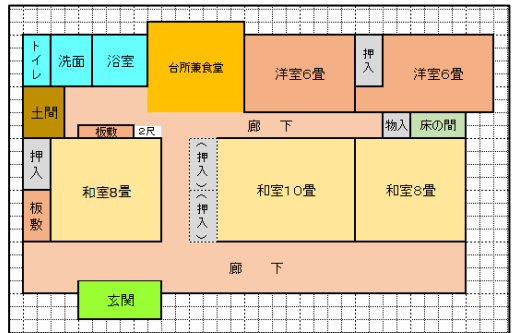 トイレ
洗面
浴室
台所兼食堂
洋室6畳
押入
洋室6畳
土間
板敷
2尺
廊　下
物入
床の間
押入
和室8畳
（押入）
（押入）
和室10畳
和室8畳
板敷
廊　下
玄関